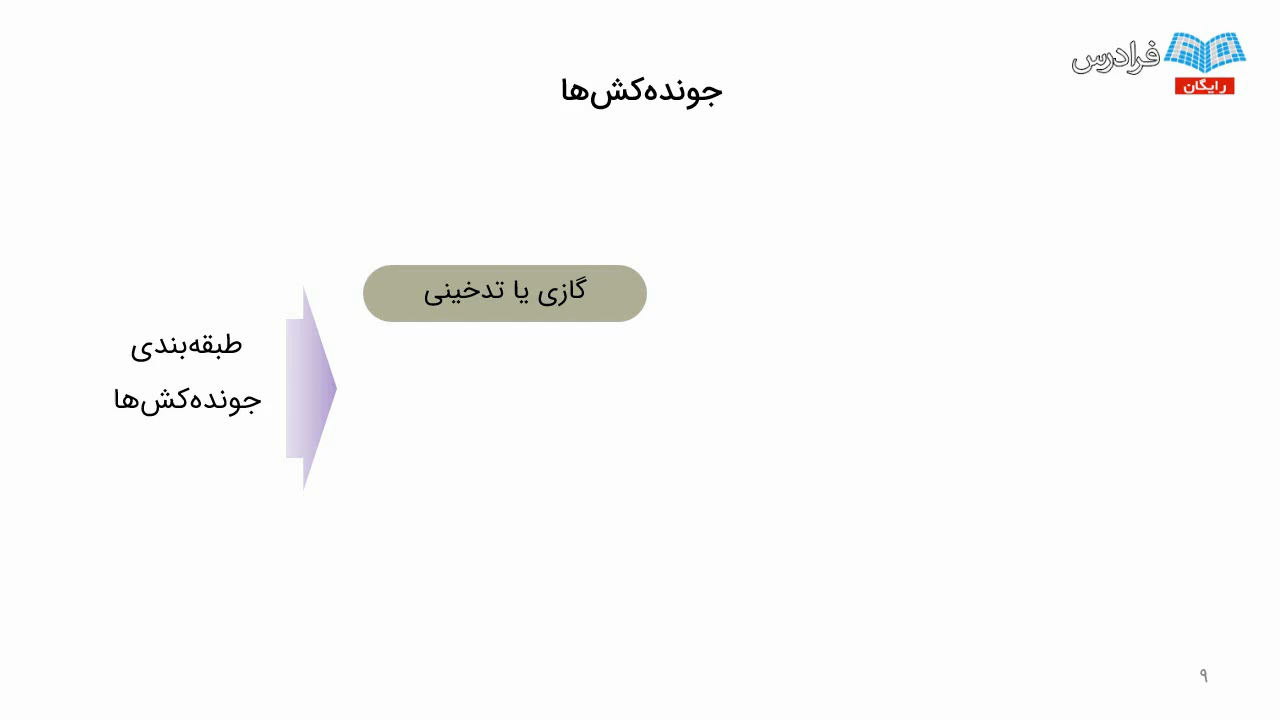 فرادرس
رایگان
جونده‌کش‌ها
طبقه‌بندی
جونده‌کش‌ها
گازی یا تدخینی
۹